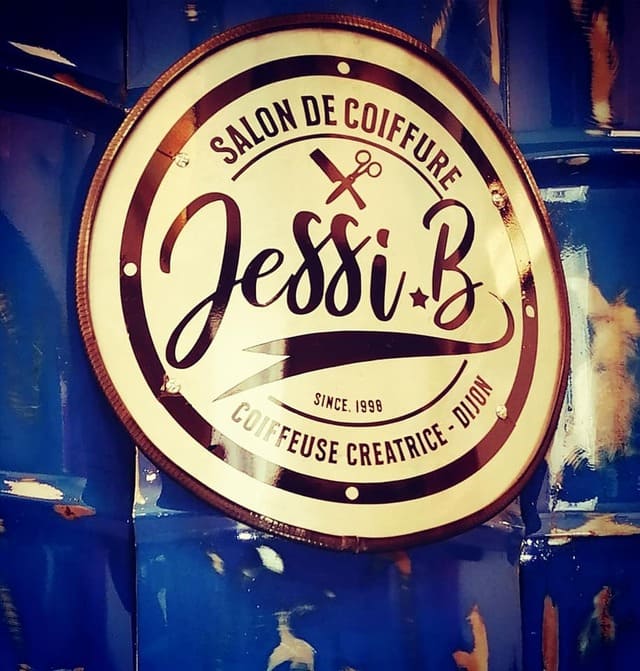 SALON DE COIFFURE
Jessi.B
SINCE. 1998
COIFFEUSE CREATRICE - DIJON